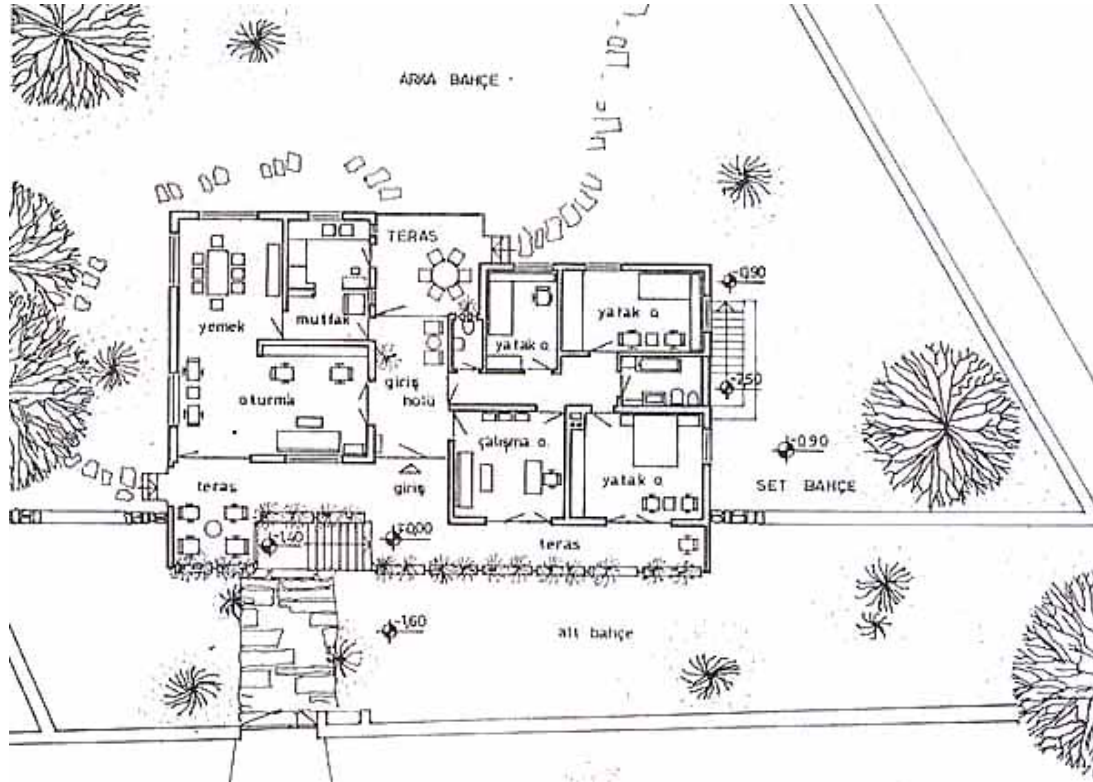 ARKA BAHÇE
TERAS
yemek
mutfak
yatak o.
yatak o.
-0,90
-2,50
oturma
giriş
holü
çalışma o.
yatak o.
-0.90
SET BAHÇE
giriş
teras
-1,40
±0,00
teras
-1,60
alt bahçe